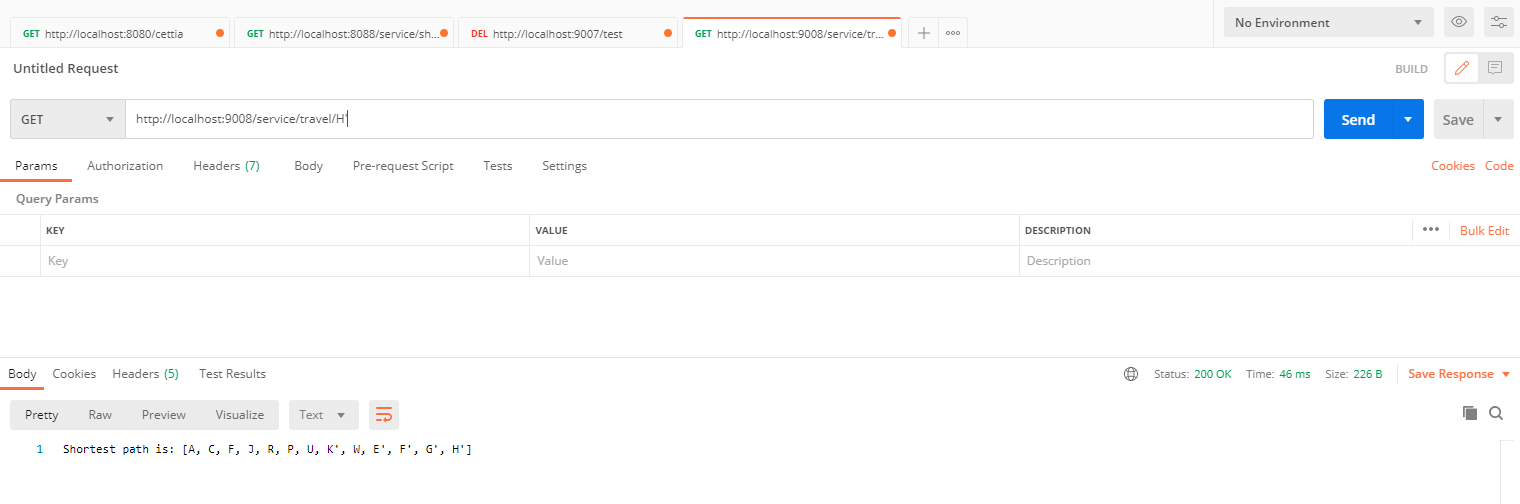 GET http://localhost:8080/cettia GET http://localhost:8088/service/sh... DEL http://localhost:9007/test GET http://localhost:9008/service/tr... No Environment
Untitled Request BUILD
GET http://localhost:9008/service/travel/H' Send Save
Params Authorization Headers (7) Body Pre-request Script Tests Settings Cookies Code
Query Params
KEY VALUE DESCRIPTION Bulk Edit
Key Value Description
Body Cookies Headers (5) Test Results Status: 200 OK Time: 46 ms Size: 226 B Save Response
Pretty Raw Preview Visualize Text
1 Shortest path is: [A, C, F, J, R, P, U, K', W, E', F', G', H']